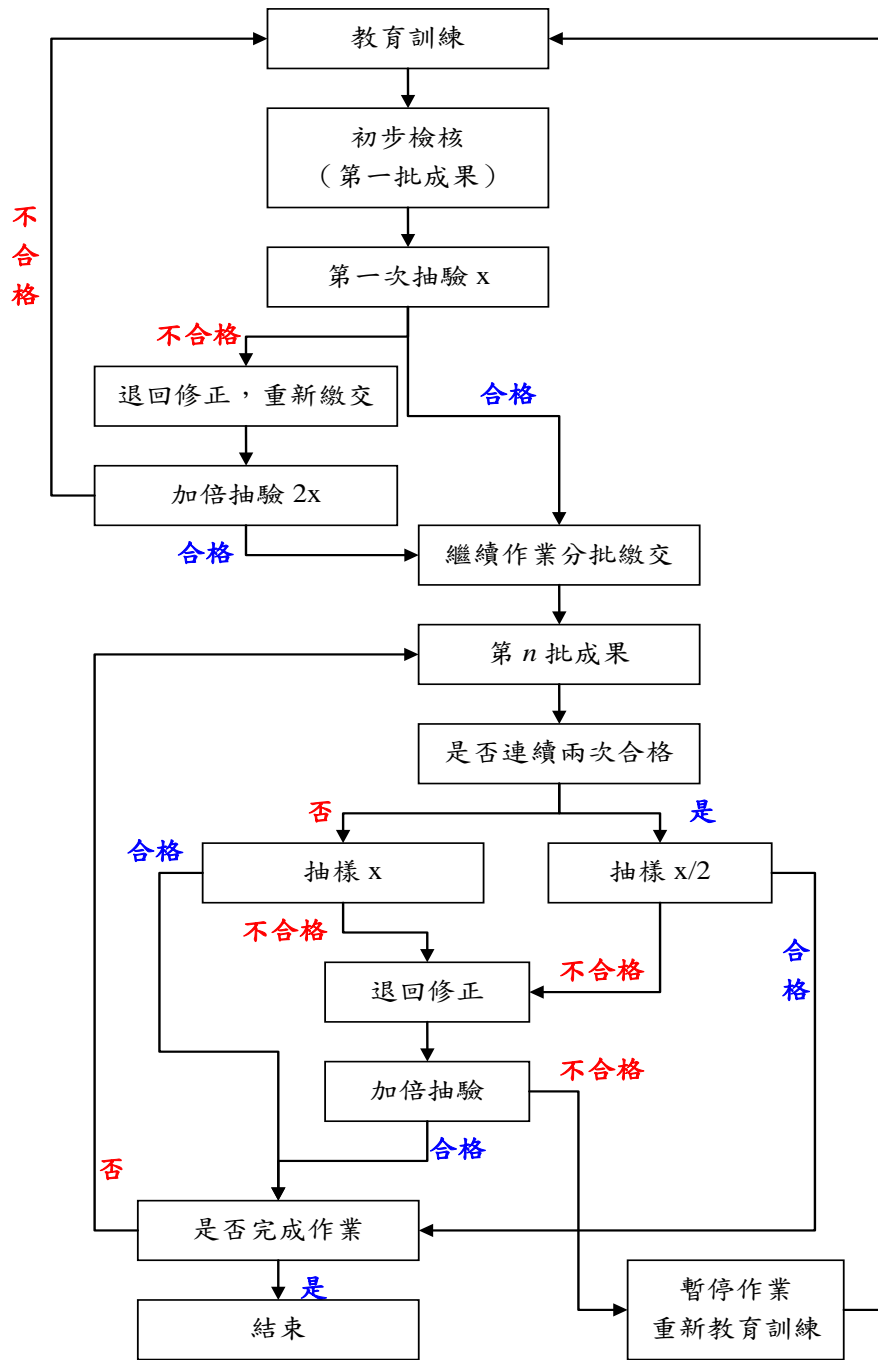 教育訓練
初步檢核
（第一批成果）
不
合
格
第一次抽驗 x
不合格
退回修正，重新繳交
合格
加倍抽驗 2x
合格
繼續作業分批繳交
第 n 批成果
是否連續兩次合格
否
是
合格
抽樣 x
抽樣 x/2
不合格
合
格
不合格
退回修正
加倍抽驗
不合格
合格
否
是否完成作業
是
暫停作業
重新教育訓練
結束